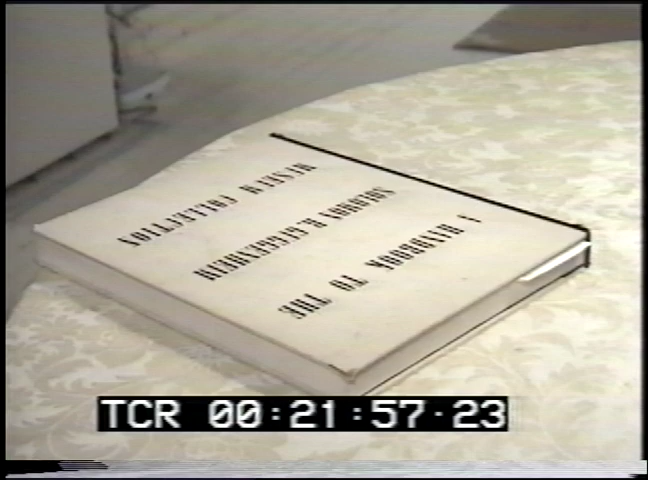 A HANDBOOK TO THE
SOLOMON R GUGGENHEIM
MUSEUM COLLECTION
TCR 00:21:57·23